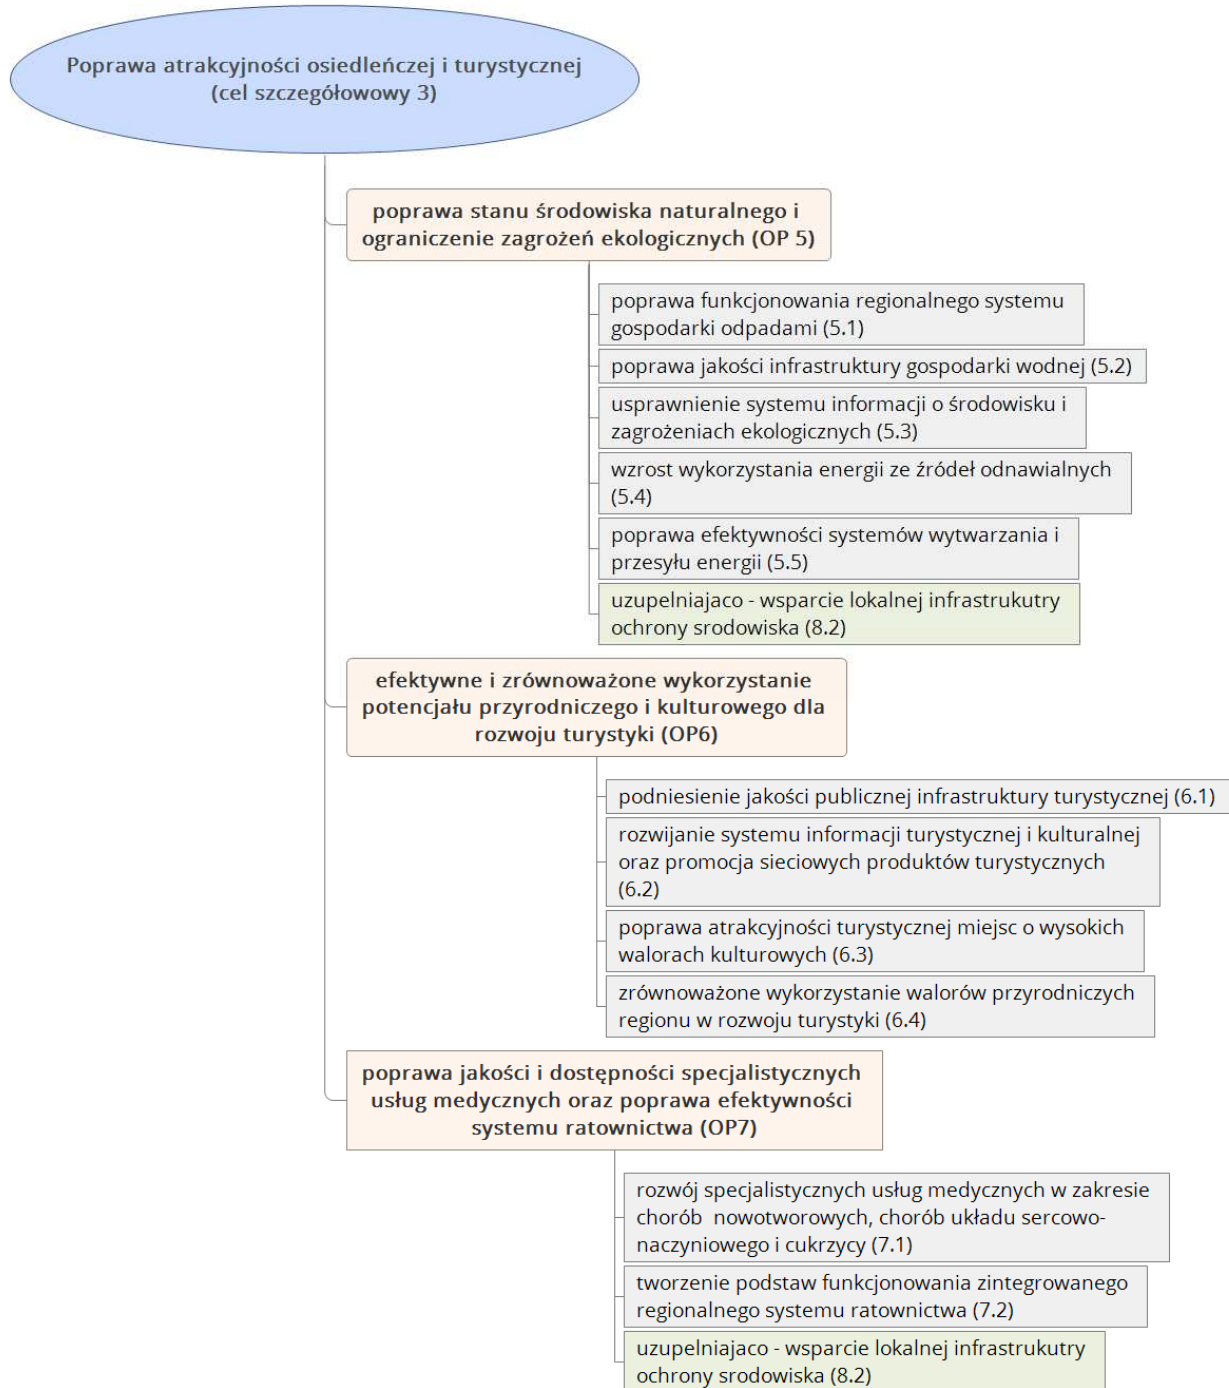 Poprawa atrakcyjności osiedleńczej i turystycznej
(cel szczegółowowy 3)
poprawa stanu środowiska naturalnego i
ograniczenie zagrożeń ekologicznych (OP 5)
poprawa funkcjonowania regionalnego systemu
gospodarki odpadami (5.1)
poprawa jakości infrastruktury gospodarki wodnej (5.2)
usprawnienie systemu informacji o środowisku i
zagrożeniach ekologicznych (5.3)
wzrost wykorzystania energii ze źródeł odnawialnych
(5.4)
poprawa efektywności systemów wytwarzania i
przesyłu energii (5.5)
uzupelniajaco - wsparcie lokalnej infrastrukutry
ochrony srodowiska (8.2)
efektywne i zrównoważone wykorzystanie
potencjału przyrodniczego i kulturowego dla
rozwoju turystyki (OP6)
podniesienie jakości publicznej infrastruktury turystycznej (6.1)
rozwijanie systemu informacji turystycznej i kulturalnej
oraz promocja sieciowych produktów turystycznych
(6.2)
poprawa atrakcyjności turystycznej miejsc o wysokich
walorach kulturowych (6.3)
zrównoważone wykorzystanie walorów przyrodniczych
regionu w rozwoju turystyki (6.4)
poprawa jakości i dostępności specjalistycznych
usług medycznych oraz poprawa efektywności
systemu ratownictwa (OP7)
rozwój specjalistycznych usług medycznych w zakresie
chorób nowotworowych, chorób układu sercowo-
naczyniowego i cukrzycy (7.1)
tworzenie podstaw funkcjonowania zintegrowanego
regionalnego systemu ratownictwa (7.2)
uzupelniajaco - wsparcie lokalnej infrastrukutry
ochrony srodowiska (8.2)